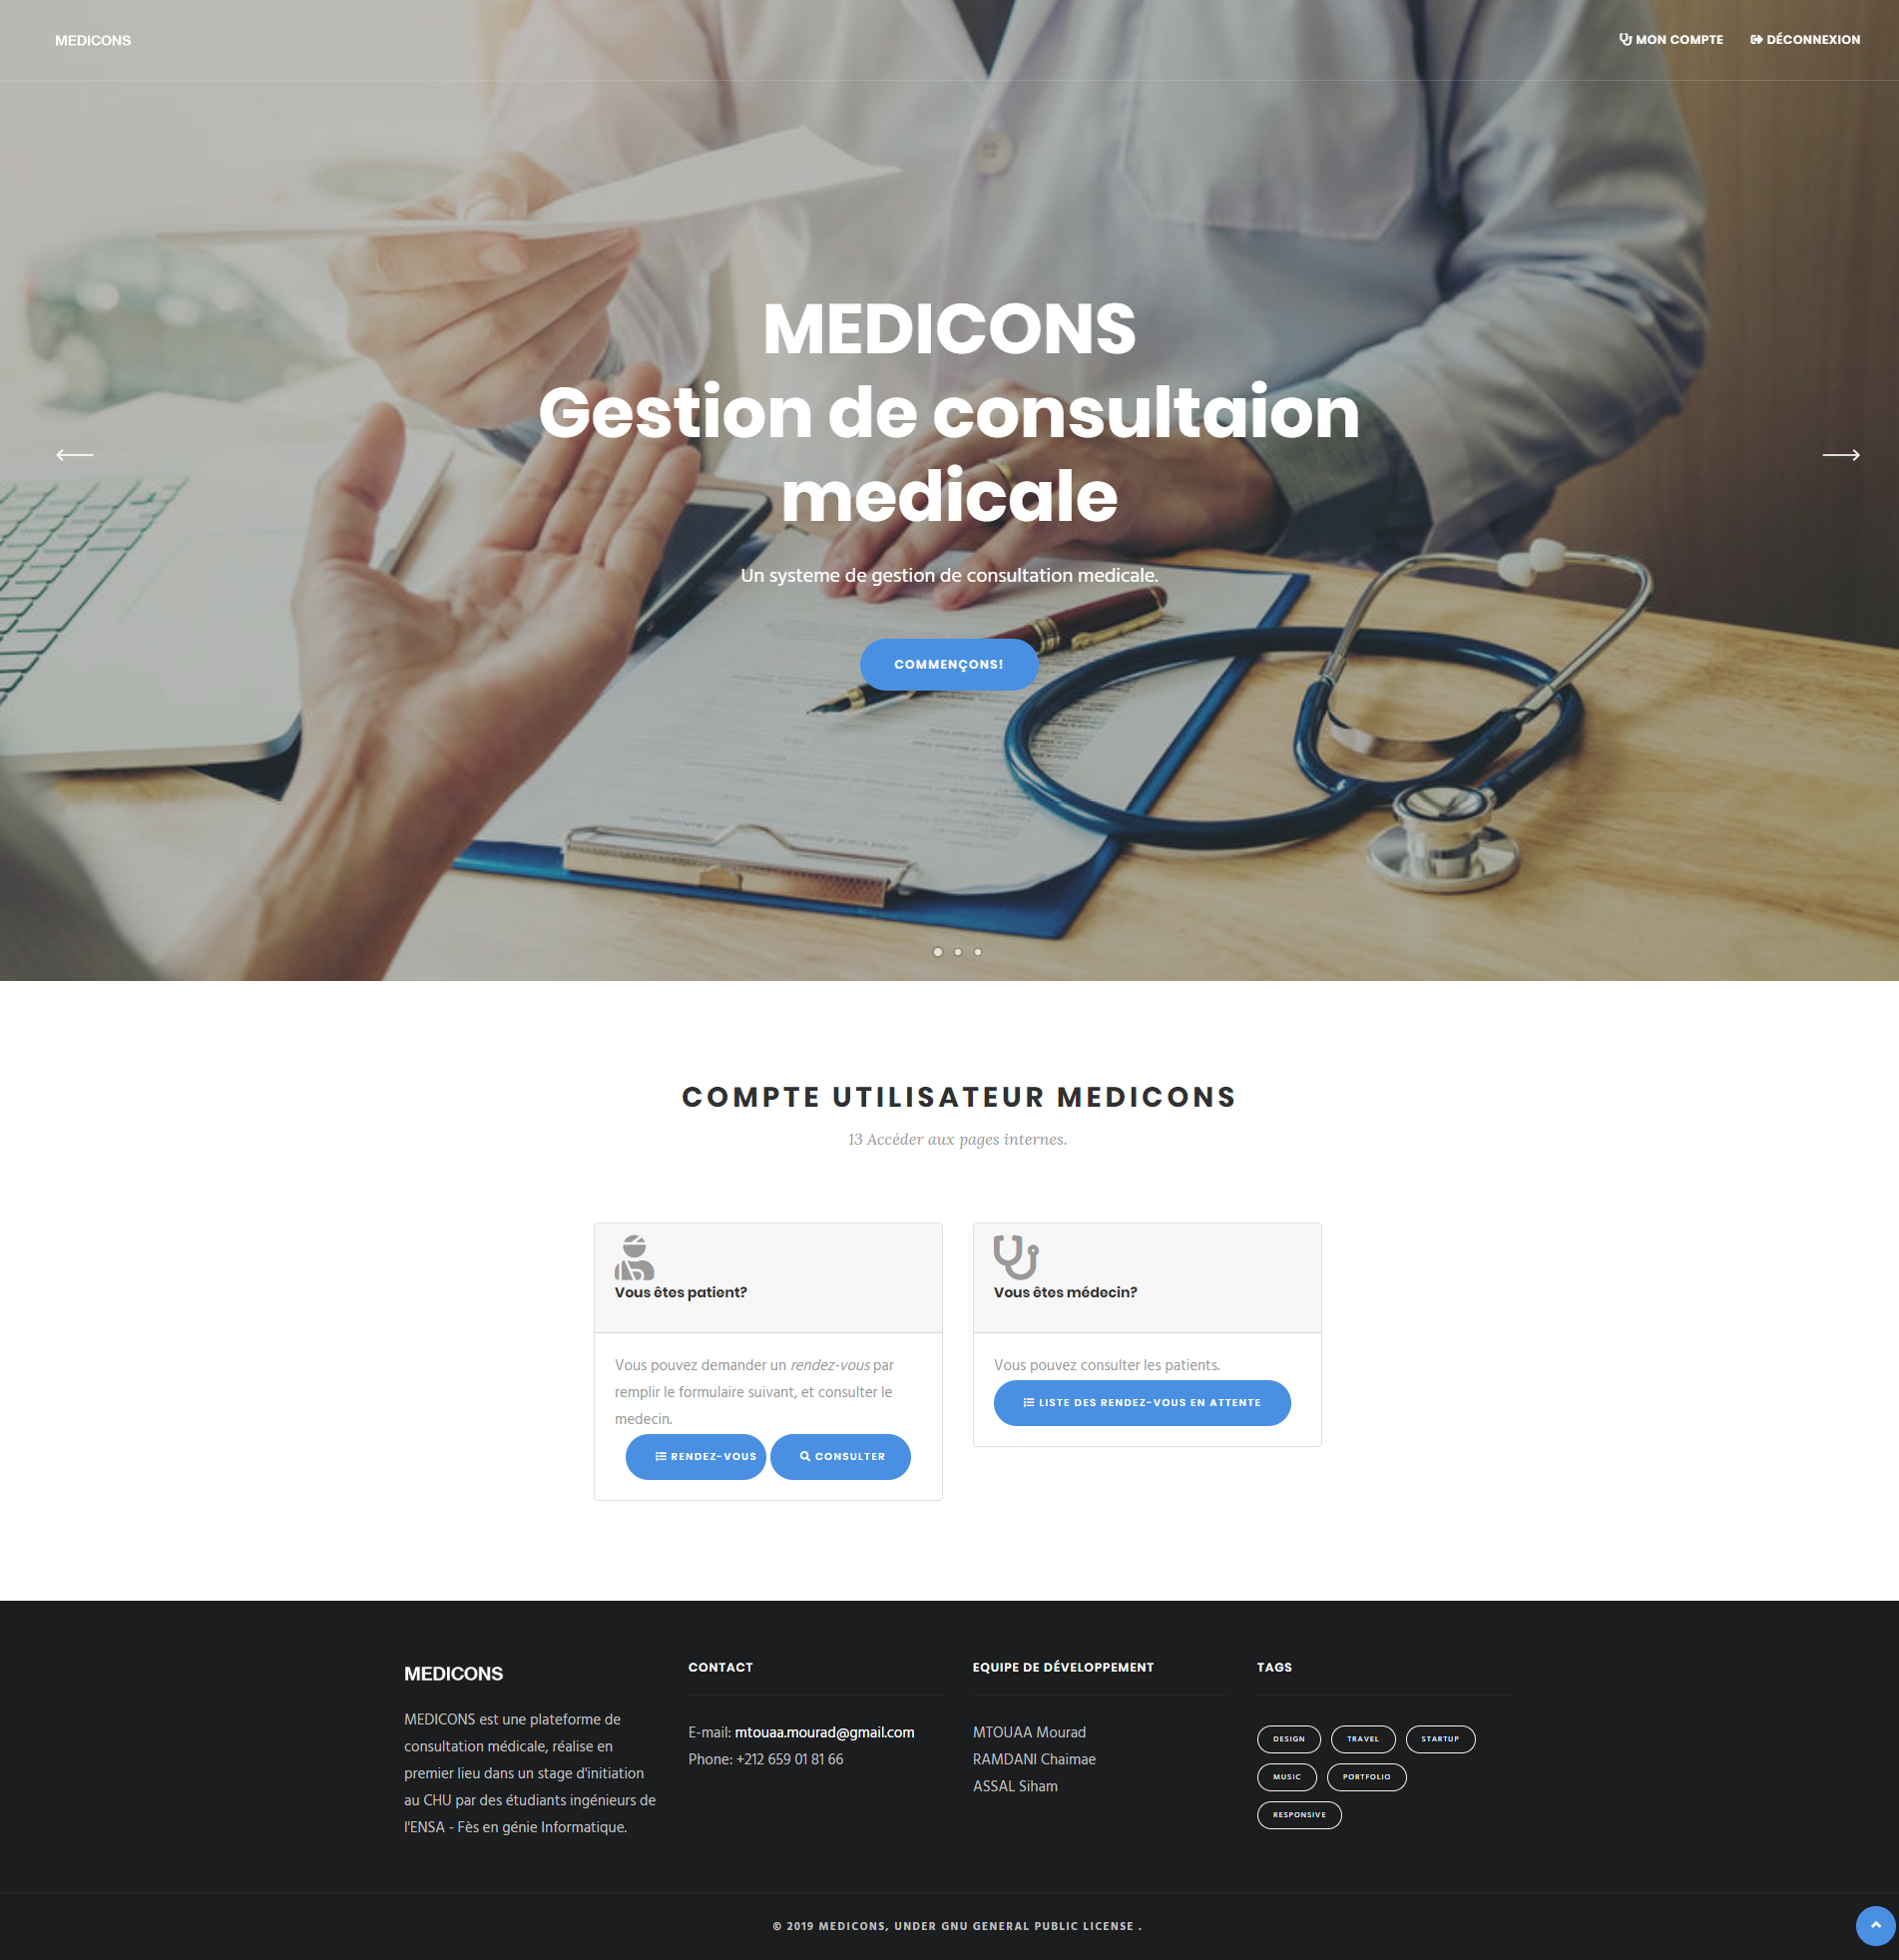 MEDICONS
MON COMPTE
DÉCONNEXION
MEDICONS
Gestion de consultaion
medicale
Un systeme de gestion de consultation medicale.
COMMENÇONS!
COMPTE UTILISATEUR MEDICONS
13 Accéder aux pages internes.
Vous êtes patient?
Vous pouvez demander un rendez-vous par
remplir le formulaire suivant, et consulter le
medecin.
RENDEZ-VOUS
CONSULTER
Vous êtes médecin?
Vous pouvez consulter les patients.
LISTE DES RENDEZ-VOUS EN ATTENTE
MEDICONS
MEDICONS est une plateforme de
consultation médicale, réalise en
premier lieu dans un stage d'initiation
au CHU par des étudiants ingénieurs de
l'ENSA - Fès en génie Informatique.
CONTACT
E-mail: mtouaa.mourad@gmail.com
Phone: +212 659 01 81 66
EQUIPE DE DÉVELOPPEMENT
MTOUAA Mourad
RAMDANI Chaimae
ASSAL Siham
TAGS
DESIGN
TRAVEL
STARTUP
MUSIC
PORTFOLIO
RESPONSIVE
© 2019 MEDICONS, UNDER GNU GENERAL PUBLIC LICENSE .